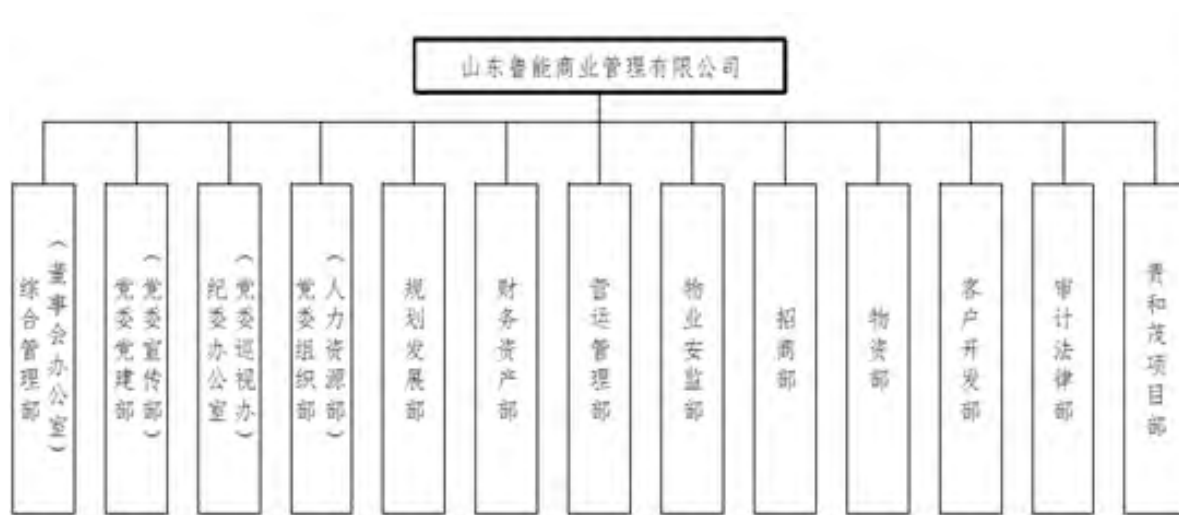 山东鲁能商业管理有限公司
综合管理部
（董事会办公室）
党委党建部
（党委宣传部）
纪委办公室
（党委巡视办）
党委组织部
（人力资源部）
规划发展部
财务资产部
营运管理部
物业安监部
招商部
物资部
客户开发部
审计法律部
贵和茂项目部